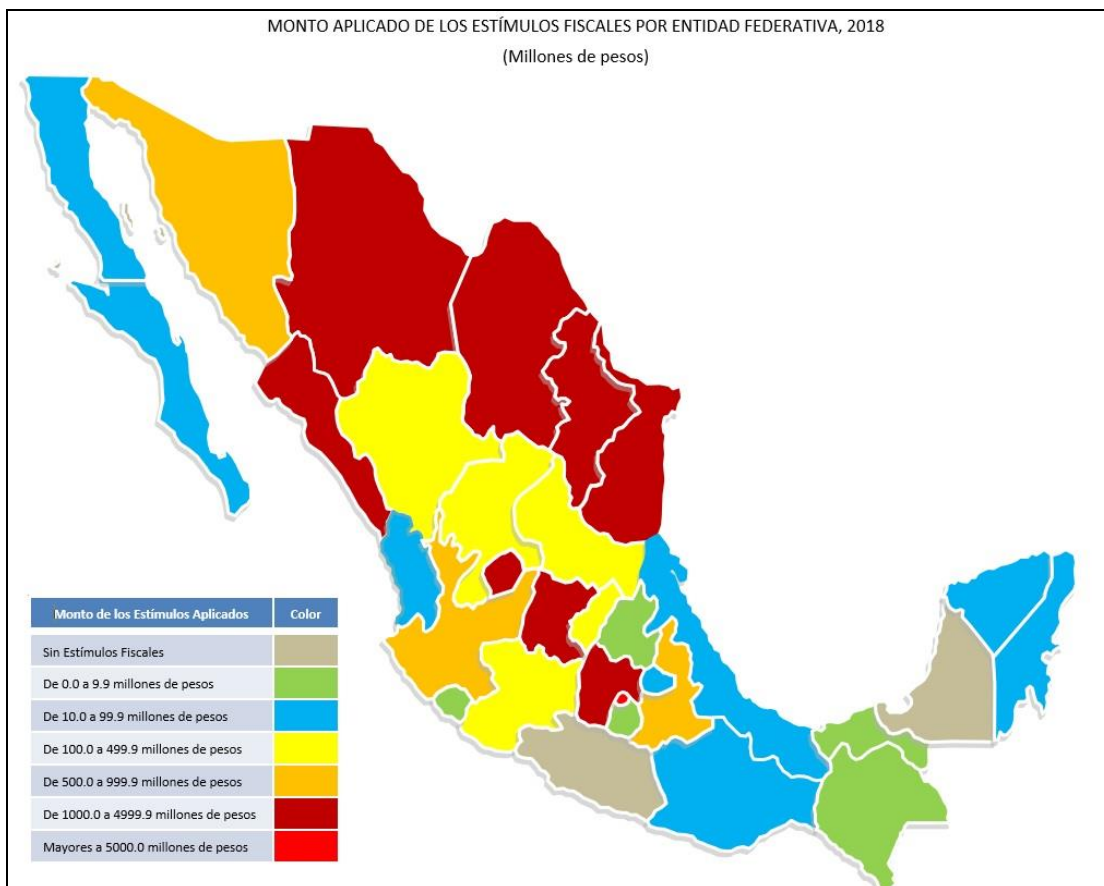 MONTO APLICADO DE LOS ESTÍMULOS FISCALES POR ENTIDAD FEDERATIVA, 2018
(Millones de pesos)
Monto de los Estímulos Aplicados Color
Sin Estímulos Fiscales
De 0.0 a 9.9 millones de pesos
De 10.0 a 99.9 millones de pesos
De 100.0 a 499.9 millones de pesos
De 500.0 a 999.9 millones de pesos
De 1000.0 a 4999.9 millones de pesos
Mayores a 5000.0 millones de pesos